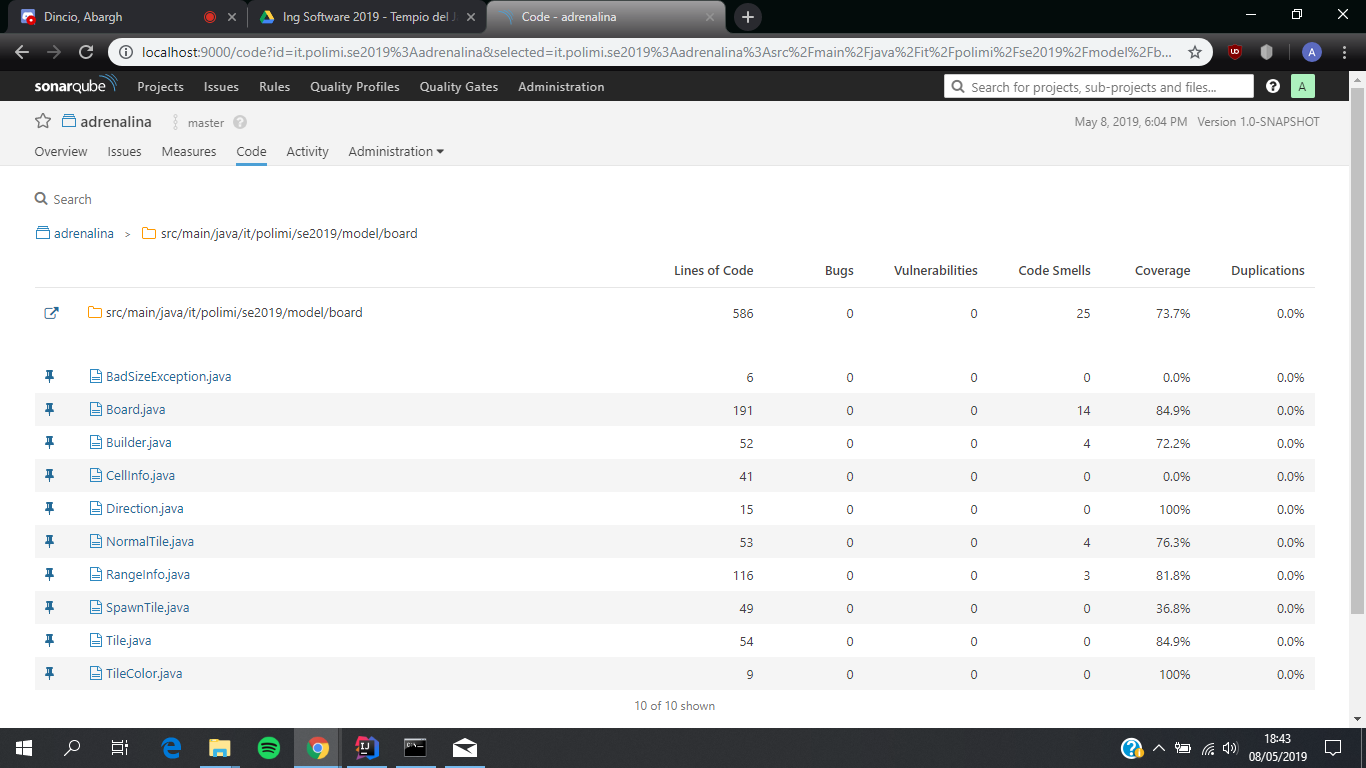 Dincio, Abargh
Ing Software 2019 - Tempio del J
Code - adrenalina
localhost:9000/code?id=it.polimi.se2019%3Aadrenalina&selected=it.polimi.se2019%3Aadrenalina%3Asrc%2Fmain%2Fjava%2Fit%2Fpolimi%2Fse2019%2Fmodel%2Fb...
A
sonarqube Projects Issues Rules Quality Profiles Quality Gates Administration
Search for projects, sub-projects and files...
A
adrenalina master May 8, 2019, 6:04 PM Version 1.0-SNAPSHOT
Overview Issues Measures Code Activity Administration
Search
adrenalina > src/main/java/it/polimi/se2019/model/board
Lines of Code Bugs Vulnerabilities Code Smells Coverage Duplications
src/main/java/it/polimi/se2019/model/board 586 0 0 25 73.7% 0.0%
BadSizeException.java 6 0 0 0 0.0% 0.0%
Board.java 191 0 0 14 84.9% 0.0%
Builder.java 52 0 0 4 72.2% 0.0%
CellInfo.java 41 0 0 0 0.0% 0.0%
Direction.java 15 0 0 0 100% 0.0%
NormalTile.java 53 0 0 4 76.3% 0.0%
RangeInfo.java 116 0 0 3 81.8% 0.0%
SpawnTile.java 49 0 0 0 36.8% 0.0%
Tile.java 54 0 0 0 84.9% 0.0%
TileColor.java 9 0 0 0 100% 0.0%
10 of 10 shown
18:43
08/05/2019